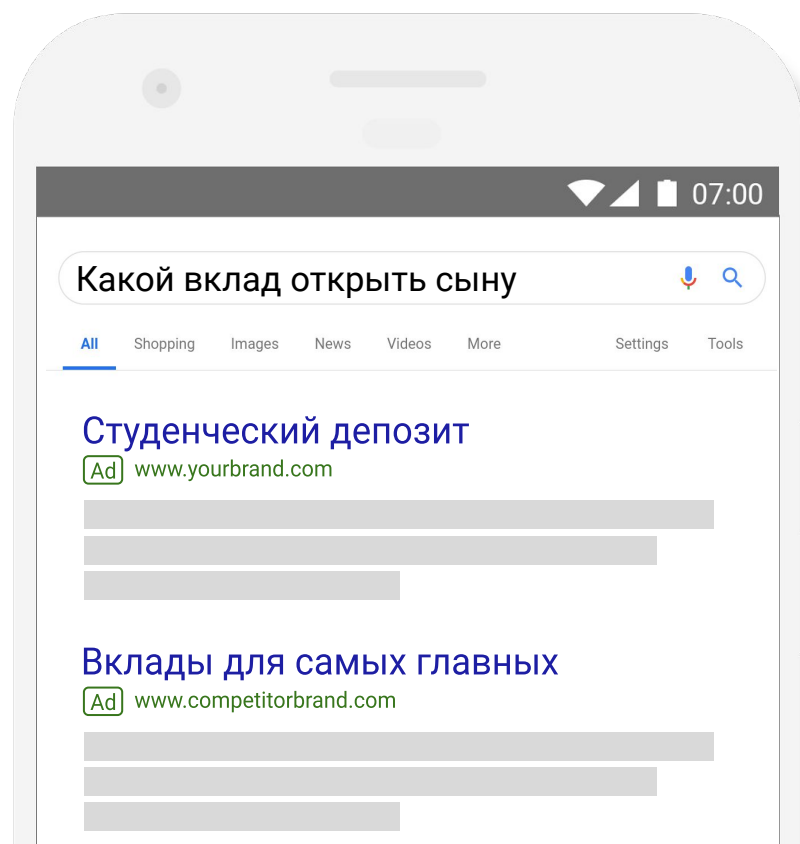 07:00
Какой вклад открыть сыну
All Shopping Images News Videos More Settings Tools
Студенческий депозит
Ad www.yourbrand.com
Вклады для самых главных
Ad www.competitorbrand.com